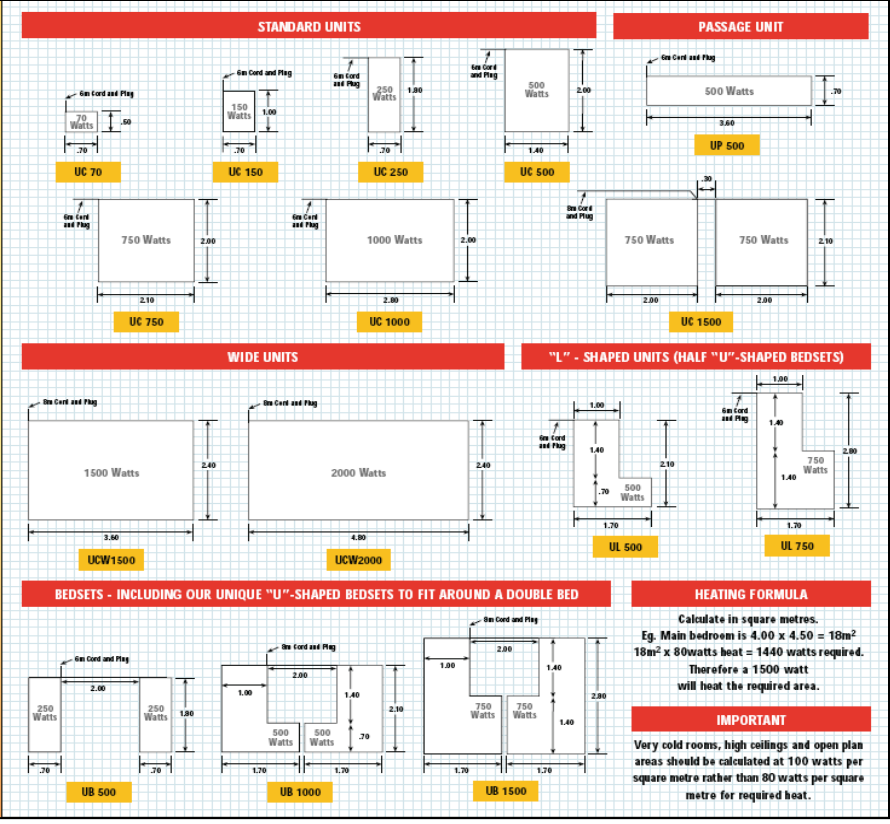 STANDARD UNITS
6m Cord and Plug
70
Watts
.50
.70
UC 70
6m Cord and Plug
150
Watts
1.00
.70
UC 150
6m Cord
and Plug
250
Watts
1.80
.70
UC 250
6m Cord
and Plug
500
Watts
2.00
1.40
UC 500
6m Cord
and Plug
750 Watts
2.00
2.10
UC 750
6m Cord
and Plug
1000 Watts
2.00
2.80
UC 1000
PASSAGE UNIT
6m Cord and Plug
500 Watts
.70
3.60
UP 500
.30
8m Cord
and Plug
750 Watts
750 Watts
2.10
2.00
2.00
UC 1500
WIDE UNITS
8m Cord and Plug
1500 Watts
2.40
3.60
UCW1500
8m Cord and Plug
2000 Watts
2.40
4.80
UCW2000
"L" - SHAPED UNITS (HALF "U"-SHAPED BEDSETS)
1.00
6m Cord
and Plug
1.40
2.10
.70
500
Watts
1.70
UL 500
1.00
6m Cord
and Plug
1.40
2.80
750
Watts
1.40
1.70
UL 750
BEDSETS - INCLUDING OUR UNIQUE "U"-SHAPED BEDSETS TO FIT AROUND A DOUBLE BED
6m Cord and Plug
2.00
250
Watts
250
Watts
1.80
.70
.70
UB 500
8m Cord and Plug
2.00
1.00
1.40
2.10
500
Watts
500
Watts
.70
1.70
1.70
UB 1000
8m Cord and Plug
2.00
1.00
1.40
2.80
750
Watts
750
Watts
1.40
1.70
1.70
UB 1500
HEATING FORMULA
Calculate in square metres.
Eg. Main bedroom is 4.00 x 4.50 = 18m²
18m² x 80watts heat = 1440 watts required.
Therefore a 1500 watt
will heat the required area.
IMPORTANT
Very cold rooms, high ceilings and open plan
areas should be calculated at 100 watts per
square metre rather than 80 watts per square
metre for required heat.